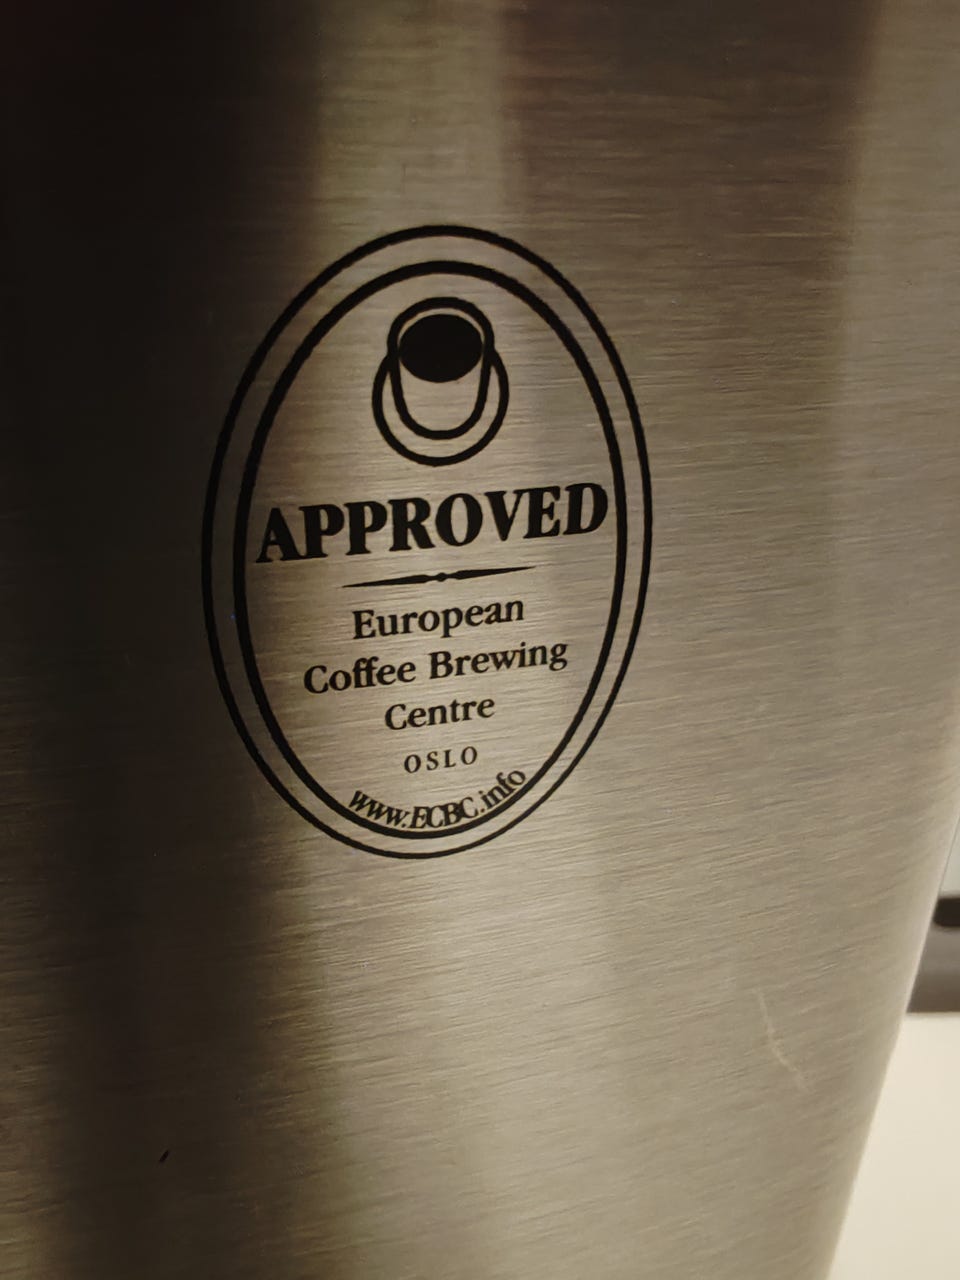 APPROVED
European
Coffee Brewing
Centre
OSLO
www.ECBC.info